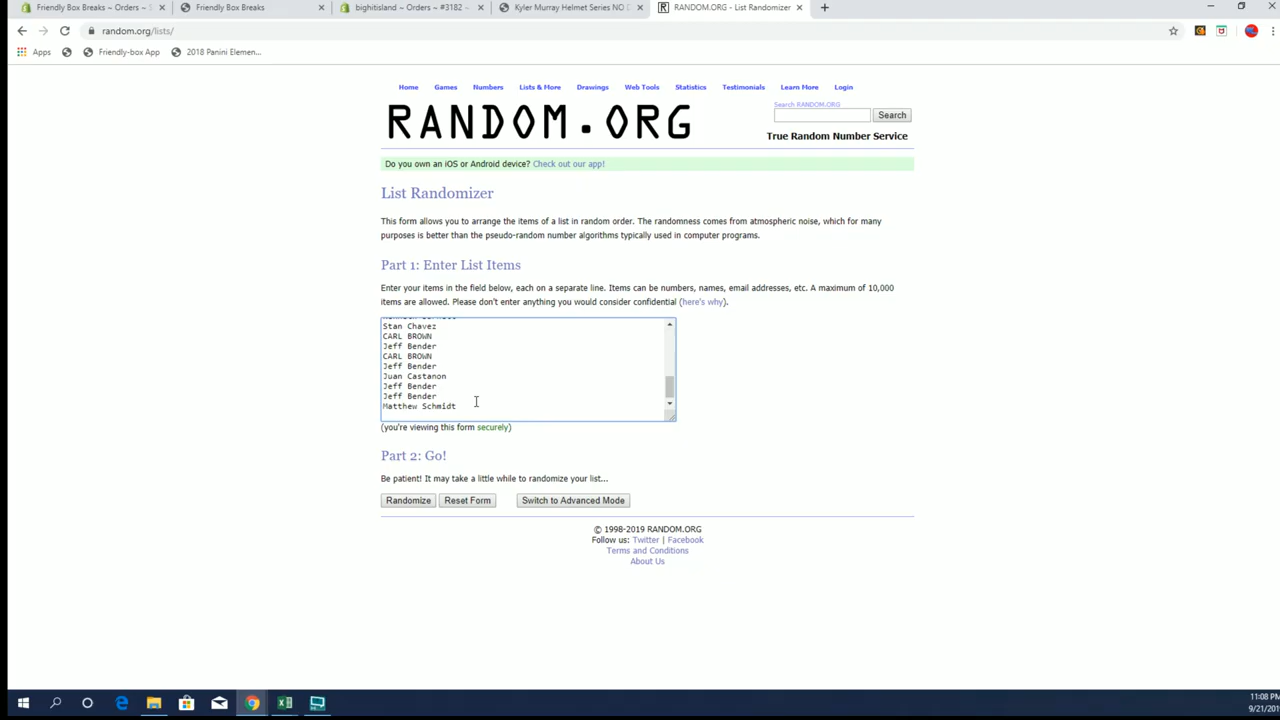 Friendly Box Breaks ~ Orders ~ S
Friendly Box Breaks
bighitisland ~ Orders ~ #3182 ~
Kyler Murray Helmet Series NO D
RANDOM.ORG - List Randomizer
random.org/lists/
Apps
Friendly-box App
2018 Panini Elemen...
Home Games Numbers Lists & More Drawings Web Tools Statistics Testimonials Learn More Login
RANDOM.ORG
Search RANDOM.ORG
Search
True Random Number Service
Do you own an iOS or Android device? Check out our app!
List Randomizer
This form allows you to arrange the items of a list in random order. The randomness comes from atmospheric noise, which for many
purposes is better than the pseudo-random number algorithms typically used in computer programs.
Part 1: Enter List Items
Enter your items in the field below, each on a separate line. Items can be numbers, names, email addresses, etc. A maximum of 10,000
items are allowed. Please don't enter anything you would consider confidential (here's why).
Stan Chavez
CARL BROWN
Jeff Bender
CARL BROWN
Jeff Bender
Juan Castanon
Jeff Bender
Jeff Bender
Matthew Schmidt
(you're viewing this form securely)
Part 2: Go!
Be patient! It may take a little while to randomize your list...
Randomize Reset Form Switch to Advanced Mode
© 1998-2019 RANDOM.ORG
Follow us: Twitter | Facebook
Terms and Conditions
About Us
11:08 PM
9/21/201